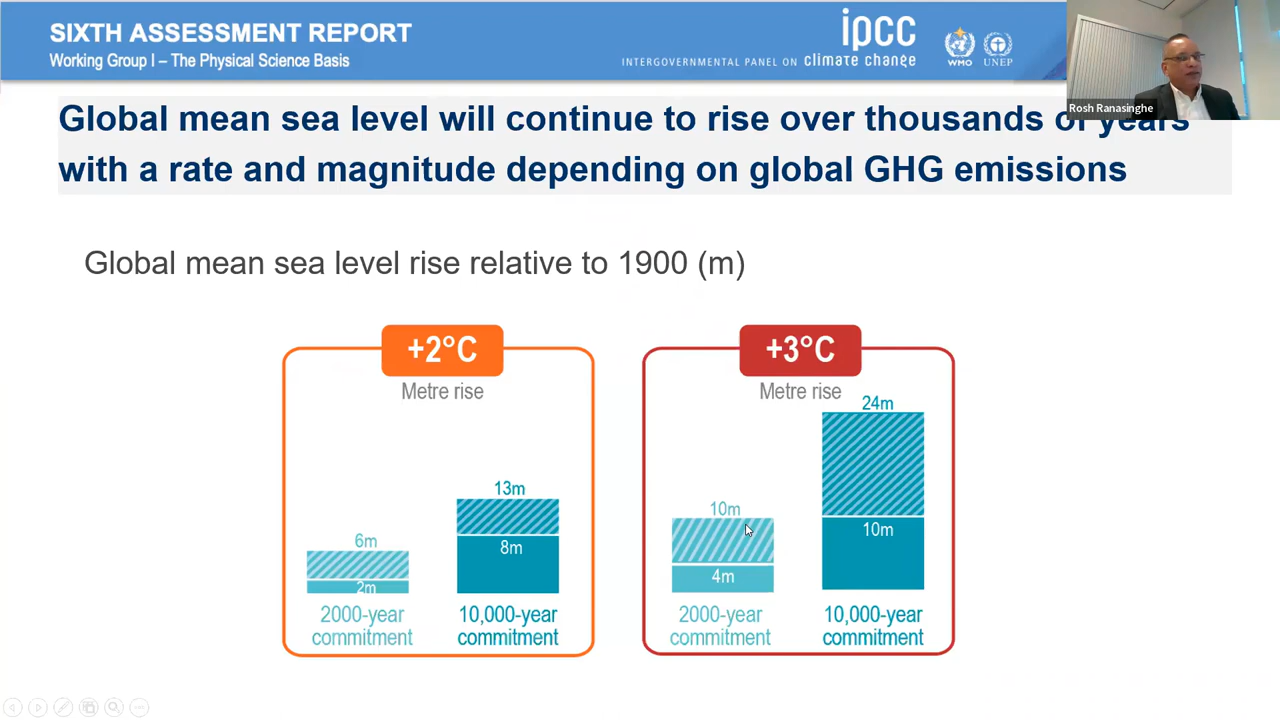 SIXTH ASSESSMENT REPORT
Working Group I – The Physical Science Basis
ipcc
INTERGOVERNMENTAL PANEL ON climate change
WMO
UNEP
Rosh Ranasinghe
Global mean sea level will continue to rise over thousands of years
with a rate and magnitude depending on global GHG emissions
Global mean sea level rise relative to 1900 (m)
+2°C
Metre rise
6m
2m
13m
8m
2000-year
commitment
10,000-year
commitment
+3°C
Metre rise
10m
4m
24m
10m
2000-year
commitment
10,000-year
commitment